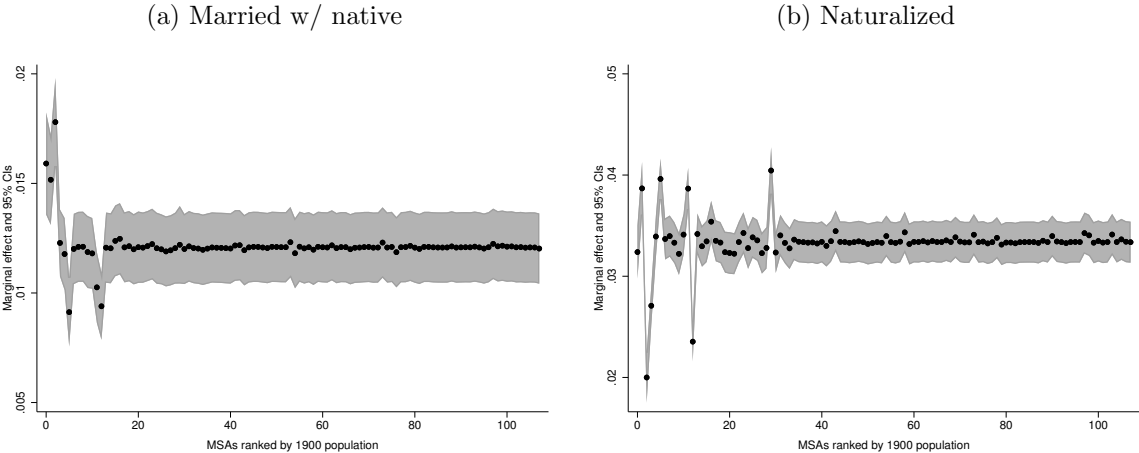 (a) Married w/ native
Marginal effect and 95% CIs
.02
.015
.01
.005
0 20 40 60 80 100
MSAs ranked by 1900 population
(b) Naturalized
Marginal effect and 95% CIs
.05
.04
.03
.02
0 20 40 60 80 100
MSAs ranked by 1900 population